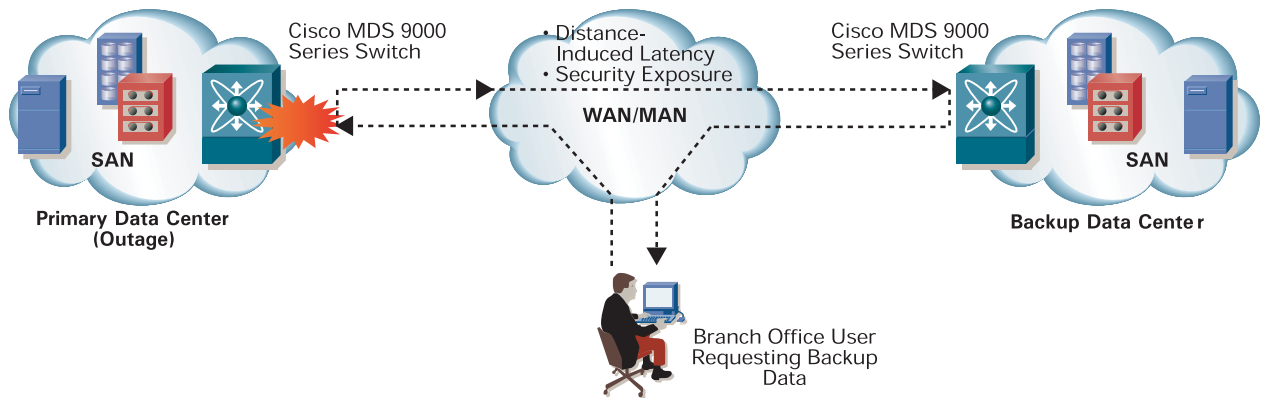 Cisco MDS 9000
Series Switch
• Distance-
Induced Latency
• Security Exposure
WAN/MAN
Cisco MDS 9000
Series Switch
SAN
SAN
Primary Data Center
(Outage)
Backup Data Center
Branch Office User
Requesting Backup
Data